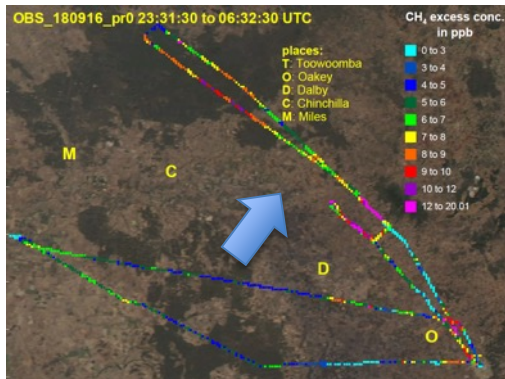 OBS_180916_pr0 23:31:30 to 06:32:30 UTC
CH₄ excess conc.
in ppb
0 to 3
3 to 4
4 to 5
5 to 6
6 to 7
7 to 8
8 to 9
9 to 10
10 to 12
12 to 20.01
places:
T: Toowoomba
O: Oakey
D: Dalby
C: Chinchilla
M: Miles
M
C
D
O